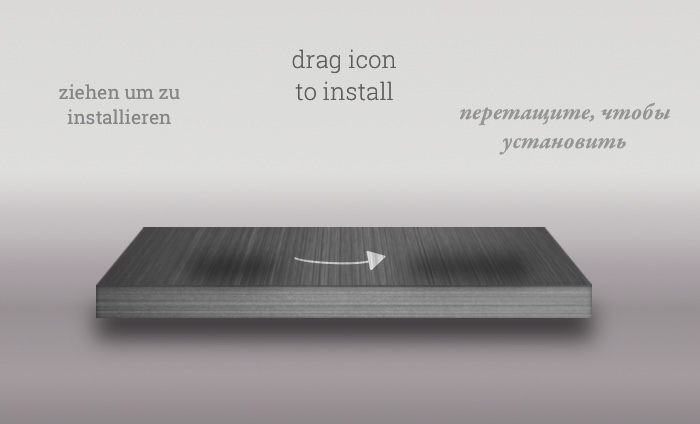 drag icon
to install
ziehen um zu
installieren
перетащите, чтобы
установить